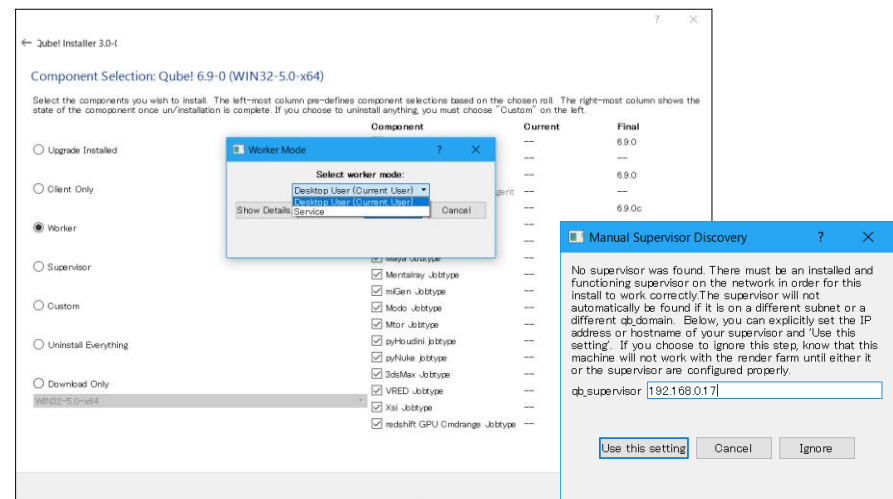 ? ×
← Qube! Installer 3.0-(
Component Selection: Qube! 6.9-0 (WIN32-5.0-x64)
Select the components you wish to install. The left-most column pre-defines component selections based on the chosen roll. The right-most column shows the
state of the comoponent once un/installation is complete. If you choose to uninstall anything, you must choose "Custom" on the left.
Component Current Final
Upgrade Installed
Client Only
Worker
Supervisor
Custom
Uninstall Everything
Download Only
WIN32-5.0-x64
-- 6.9.0
-- --
-- 6.9.0
gent -- --
-- 6.9.0c
--
--
Maya Jobtype --
Mentalray Jobtype --
miGen Jobtype --
Modo Jobtype --
Mtor Jobtype --
pyHoudini jobtype --
pyNuke jobtype --
3dsMax Jobtype --
VRED Jobtype --
Xsi Jobtype --
redshift GPU Cmdrange Jobtype --
Worker Mode ? ×
Select worker mode:
Desktop User (Current User)
Desktop User (Current User)
Service
Show Details. Cancel
Manual Supervisor Discovery ? ×
No supervisor was found. There must be an installed and
functioning supervisor on the network in order for this
install to work correctly.The supervisor will not
automatically be found if it is on a different subnet or a
different qb_domain. Below, you can explicitly set the IP
address or hostname of your supervisor and 'Use this
setting'. If you choose to ignore this step, know that this
machine will not work with the render farm until either it
or the supervisor are configured properly.
qb_supervisor 192.168.0.17
Use this setting Cancel Ignore